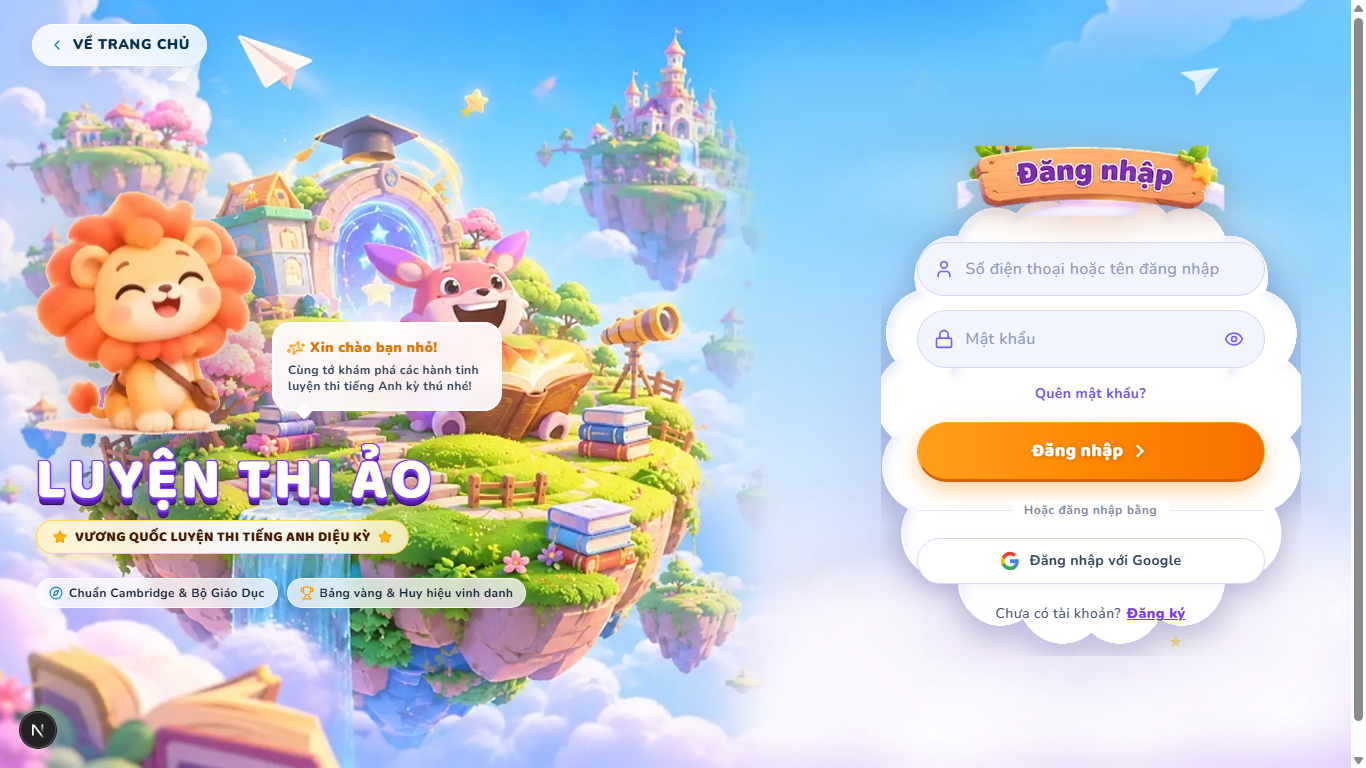 VỀ TRANG CHỦ
Đăng nhập
Số điện thoại hoặc tên đăng nhập
Mật khẩu
Quên mật khẩu?
Đăng nhập
Hoặc đăng nhập bằng
Đăng nhập với Google
Chưa có tài khoản? Đăng ký
Xin chào bạn nhỏ!
Cùng tớ khám phá các hành tinh
luyện thi tiếng Anh kỳ thú nhé!
LUYỆN THI ẢO
VƯƠNG QUỐC LUYỆN THI TIẾNG ANH DIỆU KỲ
Chuẩn Cambridge & Bộ Giáo Dục
Bảng vàng & Huy hiệu vinh danh
N